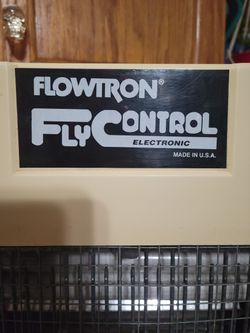 FLOWTRON®
FLYCONTROL
ELECTRONIC
MADE IN U.S.A.